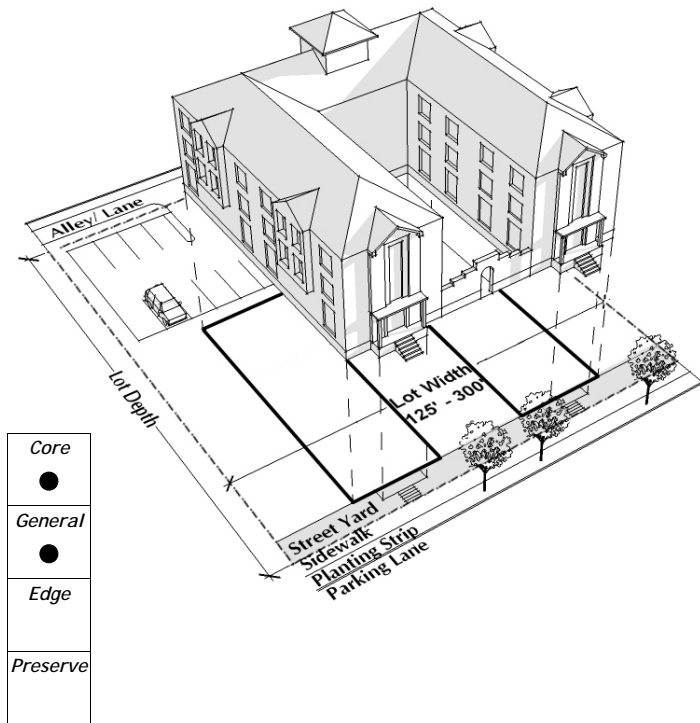 Alley/ Lane
Lot Depth
Lot Width
125' - 300'
Street Yard
Sidewalk
Planting Strip
Parking Lane
Core
General
Edge
Preserve